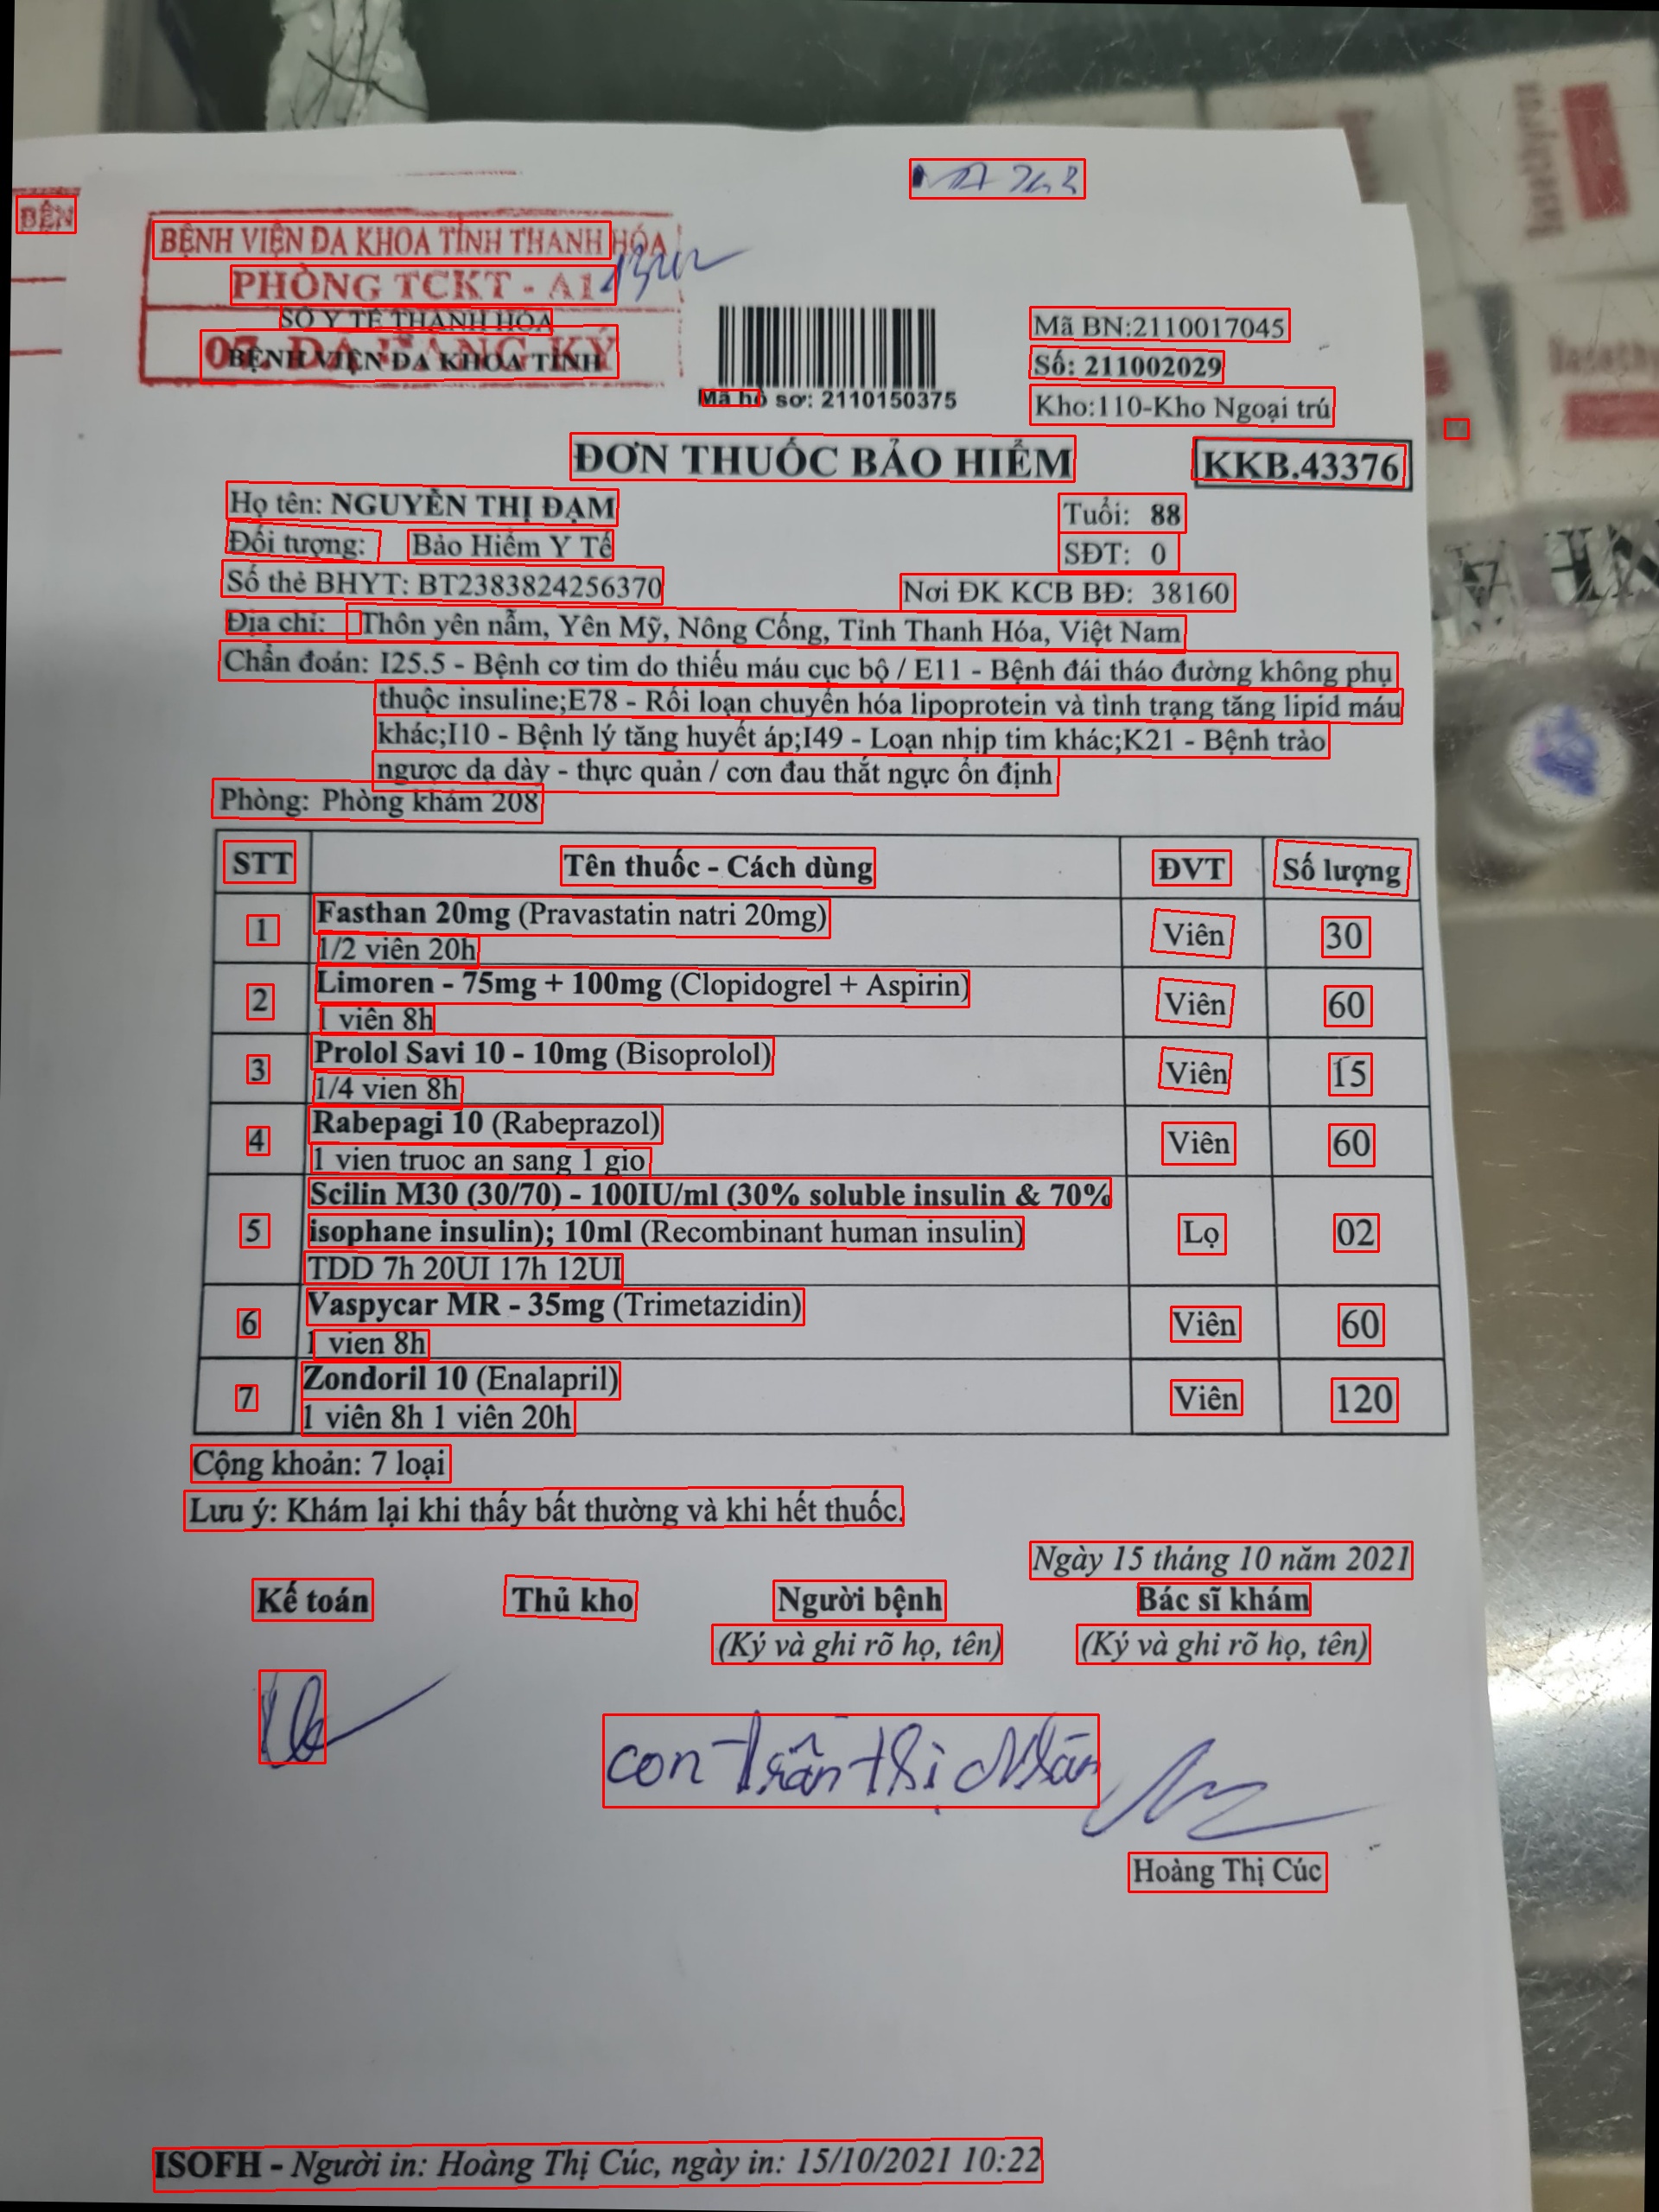 BỆN
BỆNH VIỆN ĐA KHOA TỈNH THANH HÓA
PHÒNG TCKT - A1
SỞ Y TẾ THANH HÓA
07. ĐÃ ĐĂNG KÝ
BỆNH VIỆN ĐA KHOA TỈNH
Mã hồ sơ: 2110150375
Mã BN:2110017045
Số: 211002029
Kho:110-Kho Ngoại trú
ĐƠN THUỐC BẢO HIỂM
KKB.43376
Họ tên: NGUYỄN THỊ ĐẠM Tuổi: 88
Đối tượng: Bảo Hiểm Y Tế SĐT: 0
Số thẻ BHYT: BT2383824256370 Nơi ĐK KCB BĐ: 38160
Địa chỉ: Thôn yên nẫm, Yên Mỹ, Nông Cống, Tỉnh Thanh Hóa, Việt Nam
Chẩn đoán: I25.5 - Bệnh cơ tim do thiếu máu cục bộ / E11 - Bệnh đái tháo đường không phụ
thuộc insuline;E78 - Rối loạn chuyển hóa lipoprotein và tình trạng tăng lipid máu
khác;I10 - Bệnh lý tăng huyết áp;I49 - Loạn nhịp tim khác;K21 - Bệnh trào
ngược dạ dày - thực quản / cơn đau thắt ngực ổn định
Phòng: Phòng khám 208
STT Tên thuốc - Cách dùng ĐVT Số lượng
1 Fasthan 20mg (Pravastatin natri 20mg) Viên 30
1/2 viên 20h
2 Limoren - 75mg + 100mg (Clopidogrel + Aspirin) Viên 60
1 viên 8h
3 Prolol Savi 10 - 10mg (Bisoprolol) Viên 15
1/4 vien 8h
4 Rabepagi 10 (Rabeprazol) Viên 60
1 vien truoc an sang 1 gio
5 Scilin M30 (30/70) - 100IU/ml (30% soluble insulin & 70%
isophane insulin); 10ml (Recombinant human insulin) Lọ 02
TDD 7h 20UI 17h 12UI
6 Vaspycar MR - 35mg (Trimetazidin) Viên 60
1 vien 8h
7 Zondoril 10 (Enalapril) Viên 120
1 viên 8h 1 viên 20h
Cộng khoản: 7 loại
Lưu ý: Khám lại khi thấy bất thường và khi hết thuốc.
Ngày 15 tháng 10 năm 2021
Kế toán Thủ kho Người bệnh Bác sĩ khám
(Ký và ghi rõ họ, tên) (Ký và ghi rõ họ, tên)
con Trần Thị
Hoàng Thị Cúc
ISOFH - Người in: Hoàng Thị Cúc, ngày in: 15/10/2021 10:22